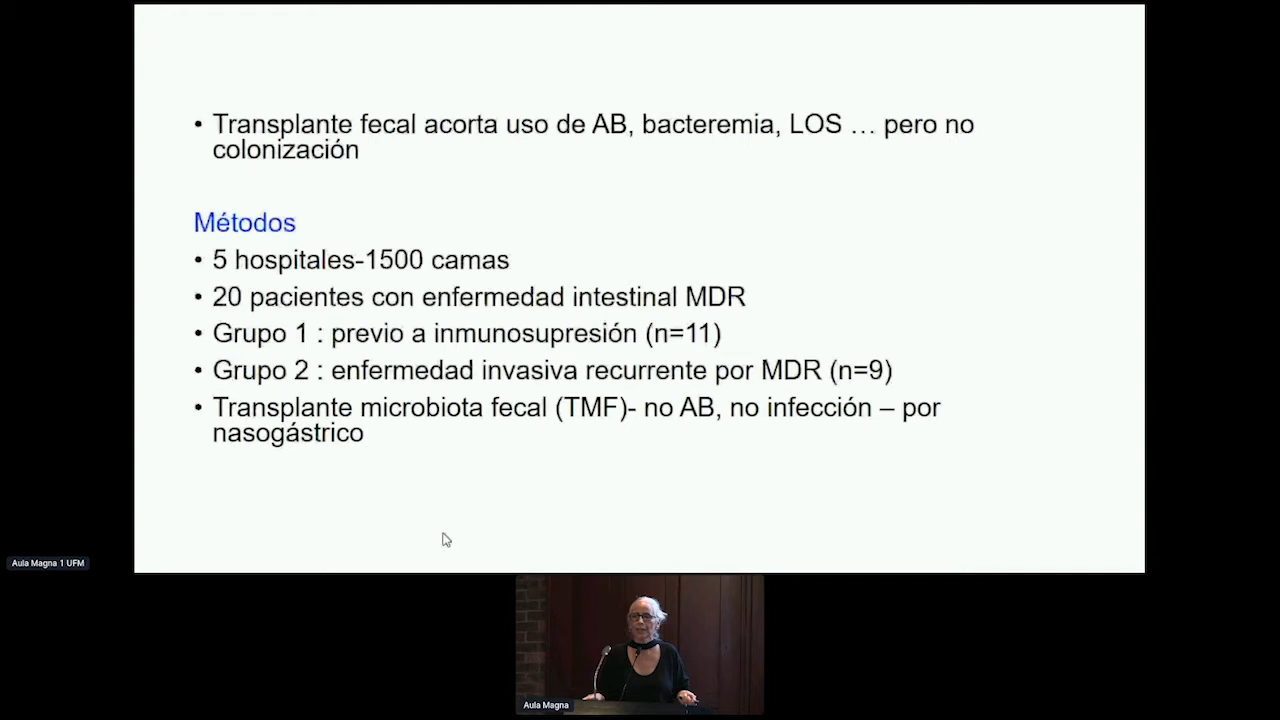 • Transplante fecal acorta uso de AB, bacteremia, LOS … pero no
colonización
Métodos
• 5 hospitales-1500 camas
• 20 pacientes con enfermedad intestinal MDR
• Grupo 1 : previo a inmunosupresión (n=11)
• Grupo 2 : enfermedad invasiva recurrente por MDR (n=9)
• Transplante microbiota fecal (TMF)- no AB, no infección – por
nasogástrico
Aula Magna 1 UFM
Aula Magna